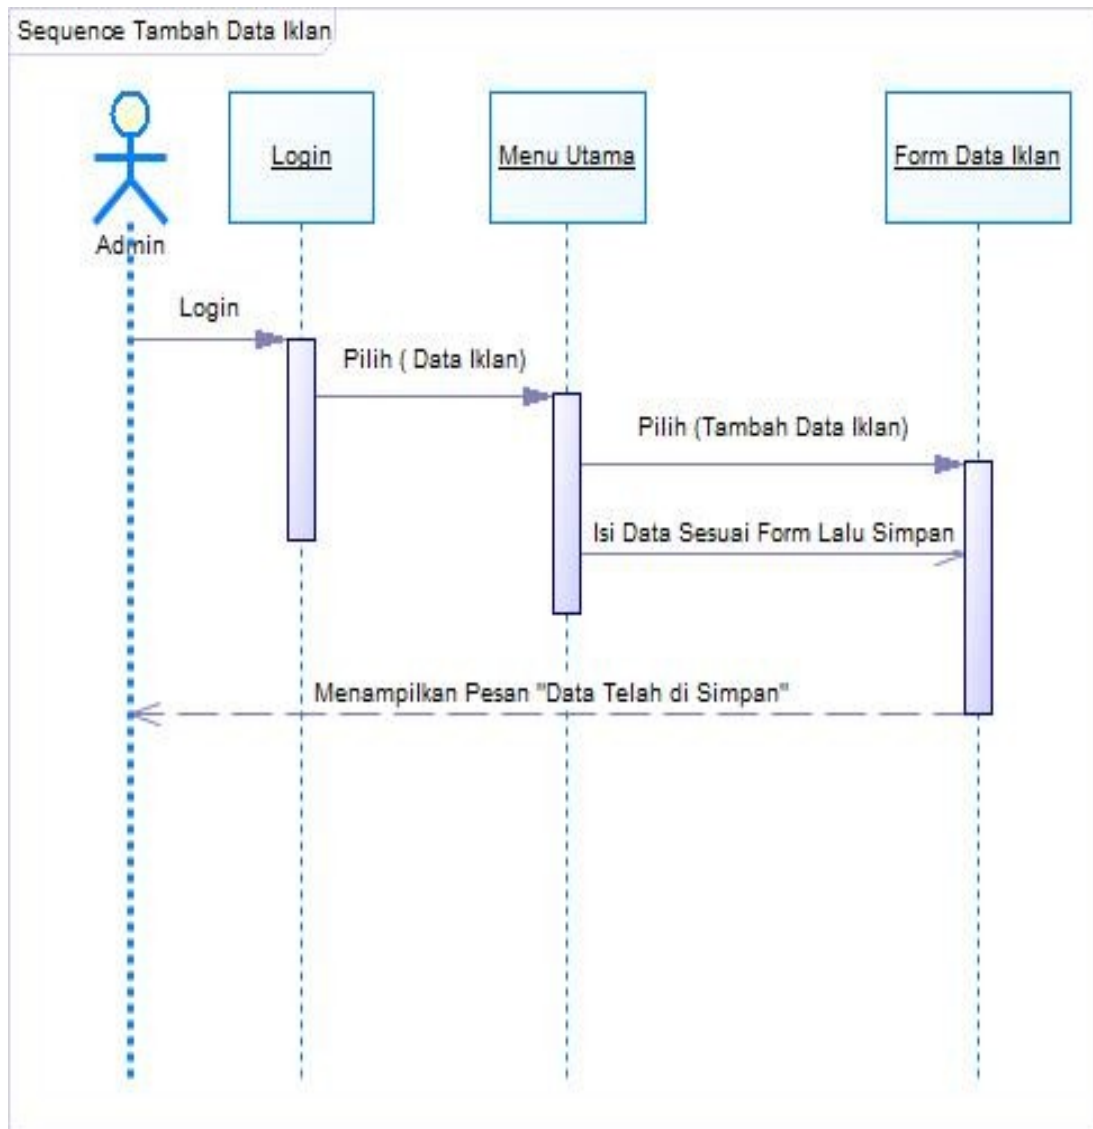 Sequence Tambah Data Iklan
Login
Menu Utama
Form Data Iklan
Admin
Login
Pilih ( Data Iklan)
Pilih (Tambah Data Iklan)
Isi Data Sesuai Form Lalu Simpan
Menampilkan Pesan "Data Telah di Simpan"